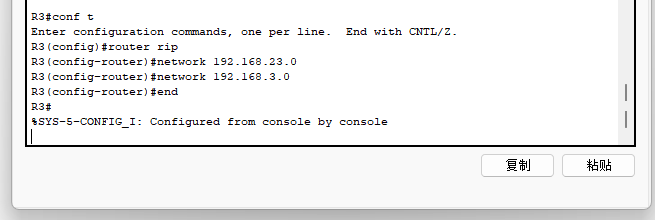 R3#conf t
Enter configuration commands, one per line.  End with CNTL/Z.
R3(config)#router rip
R3(config-router)#network 192.168.23.0
R3(config-router)#network 192.168.3.0
R3(config-router)#end
R3#
%SYS-5-CONFIG_I: Configured from console by console
复制 粘贴